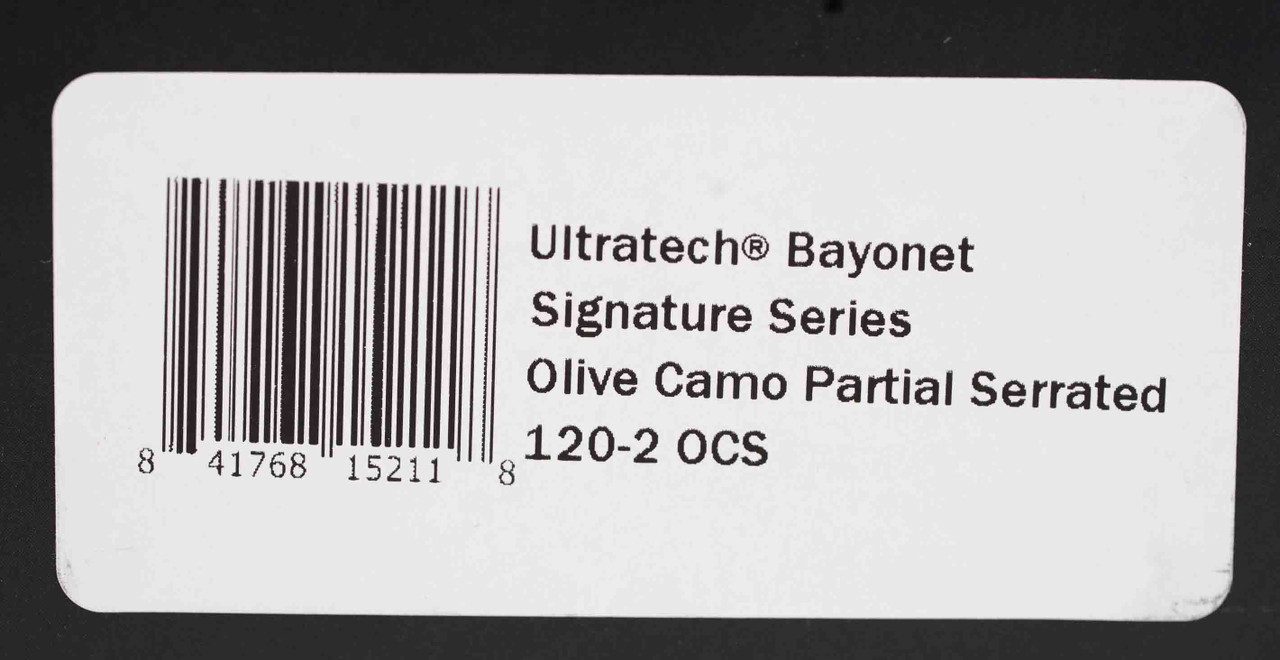 Ultratech® Bayonet
Signature Series
Olive Camo Partial Serrated
120-2 OCS
8 41768 15211 8